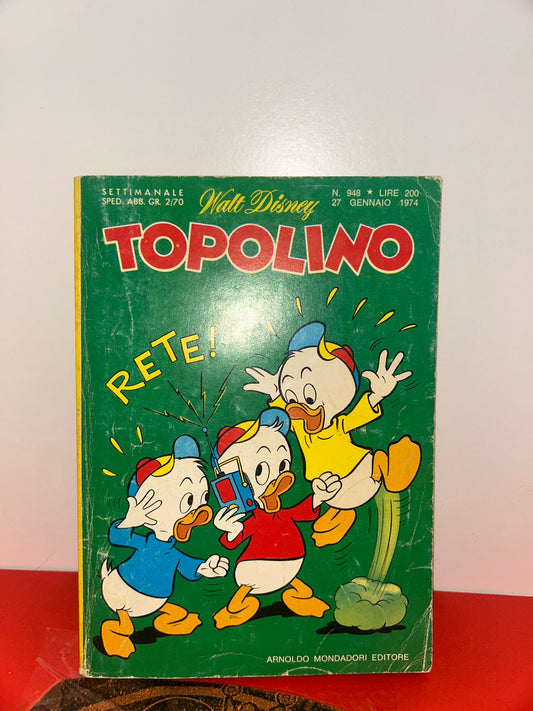 SETTIMANALE
SPED. ABB. GR. 2/70
Walt Disney
N. 948 ★ LIRE 200
27 GENNAIO 1974
TOPOLINO
RETE!
ARNOLDO MONDADORI EDITORE